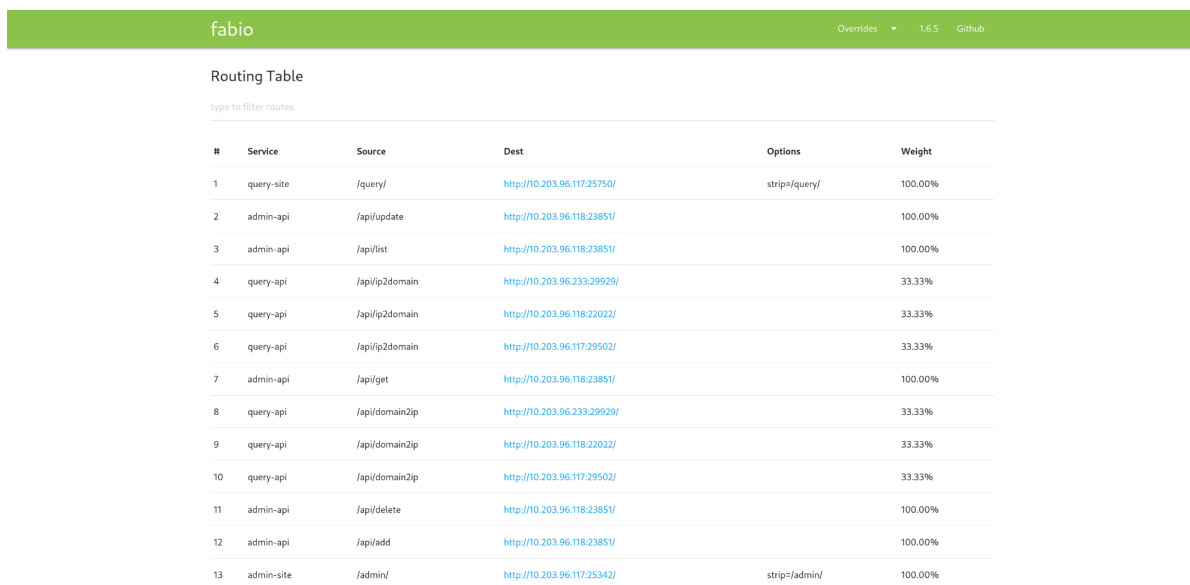 fabio Overrides 1.6.5 Github
Routing Table
type to filter routes
# Service Source Dest Options Weight
1 query-site /query/ http://10.203.96.117:25750/ strip=/query/ 100.00%
2 admin-api /api/update http://10.203.96.118:23851/ 100.00%
3 admin-api /api/list http://10.203.96.118:23851/ 100.00%
4 query-api /api/ip2domain http://10.203.96.233:29929/ 33.33%
5 query-api /api/ip2domain http://10.203.96.118:22022/ 33.33%
6 query-api /api/ip2domain http://10.203.96.117:29502/ 33.33%
7 admin-api /api/get http://10.203.96.118:23851/ 100.00%
8 query-api /api/domain2ip http://10.203.96.233:29929/ 33.33%
9 query-api /api/domain2ip http://10.203.96.118:22022/ 33.33%
10 query-api /api/domain2ip http://10.203.96.117:29502/ 33.33%
11 admin-api /api/delete http://10.203.96.118:23851/ 100.00%
12 admin-api /api/add http://10.203.96.118:23851/ 100.00%
13 admin-site /admin/ http://10.203.96.117:25342/ strip=/admin/ 100.00%